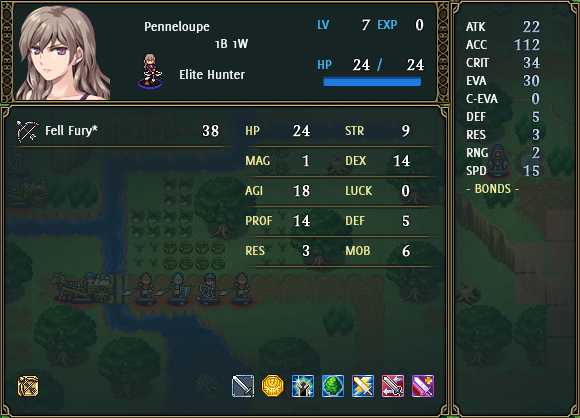 Penneloupe
LV 7 EXP 0
1B 1W
Elite Hunter
HP 24 / 24
Fell Fury* 38
HP 24 STR 9
MAG 1 DEX 14
AGI 18 LUCK 0
PROF 14 DEF 5
RES 3 MOB 6
ATK 22
ACC 112
CRIT 34
EVA 30
C-EVA 0
DEF 5
RES 3
RNG 2
SPD 15
- BONDS -